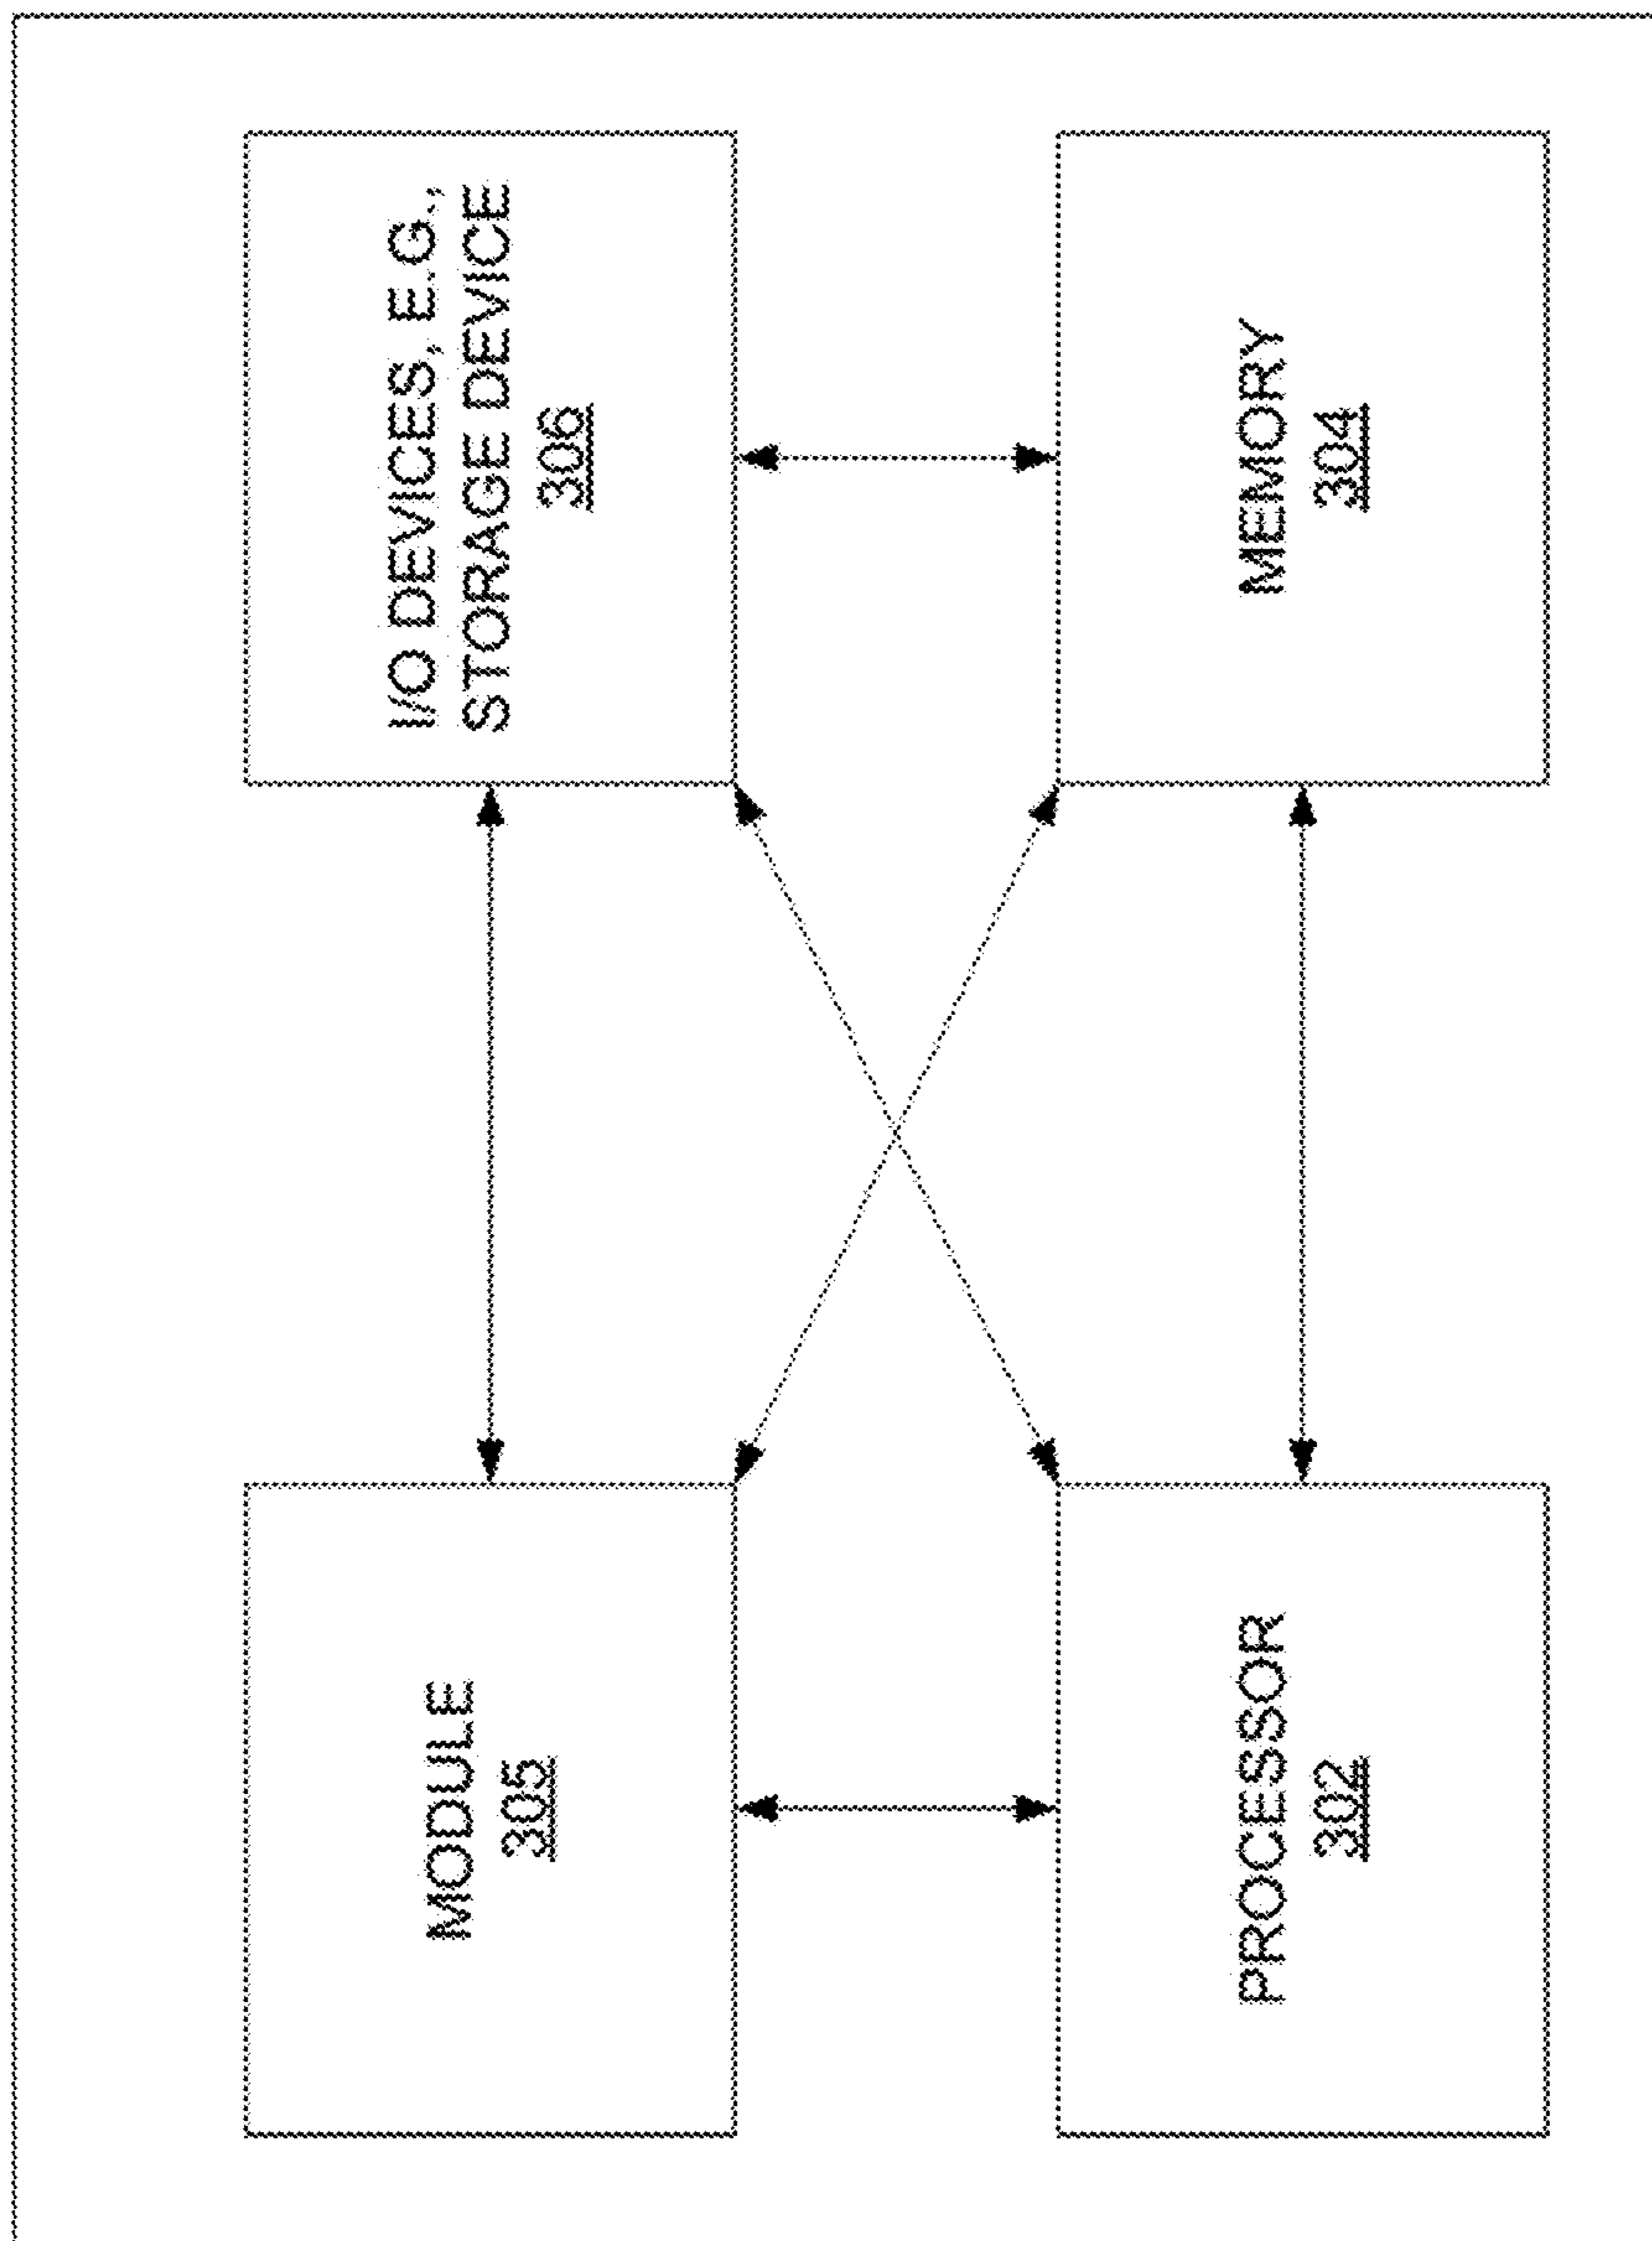 MODULE
305
I/O DEVICES, E.G.,
STORAGE DEVICE
306
PROCESSOR
302
MEMORY
304